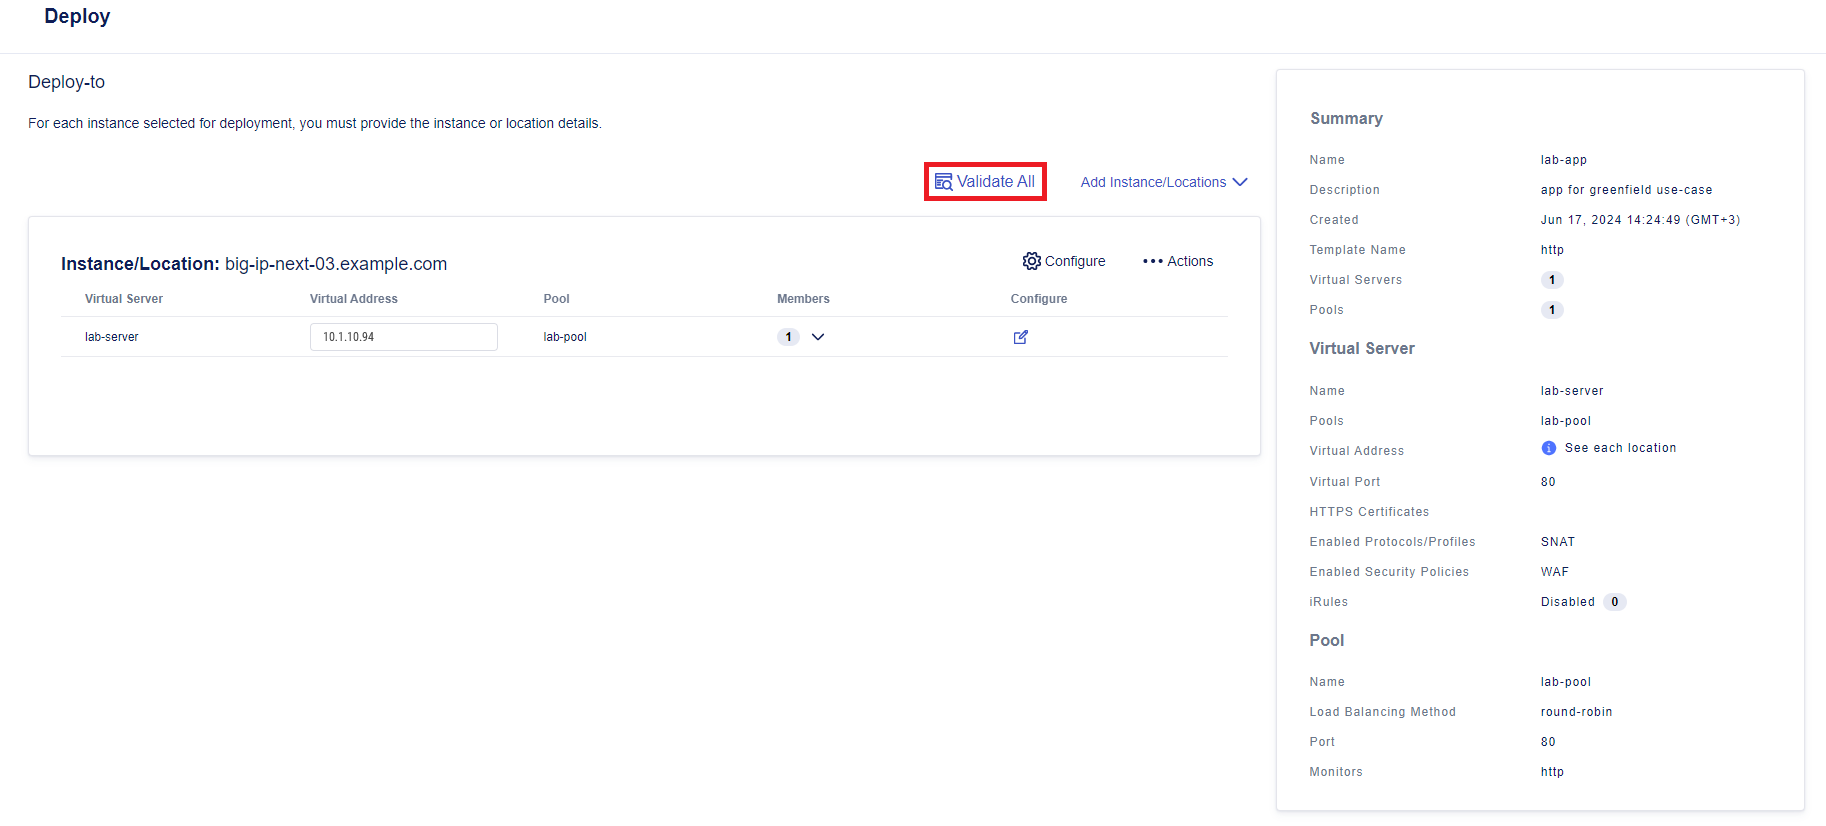 Deploy
Deploy-to
For each instance selected for deployment, you must provide the instance or location details.
Validate All
Add Instance/Locations
Instance/Location: big-ip-next-03.example.com
Configure
Actions
Virtual Server Virtual Address Pool Members Configure
lab-server 10.1.10.94 lab-pool 1
Summary
Name lab-app
Description app for greenfield use-case
Created Jun 17, 2024 14:24:49 (GMT+3)
Template Name http
Virtual Servers 1
Pools 1
Virtual Server
Name lab-server
Pools lab-pool
Virtual Address See each location
Virtual Port 80
HTTPS Certificates
Enabled Protocols/Profiles SNAT
Enabled Security Policies WAF
iRules Disabled 0
Pool
Name lab-pool
Load Balancing Method round-robin
Port 80
Monitors http